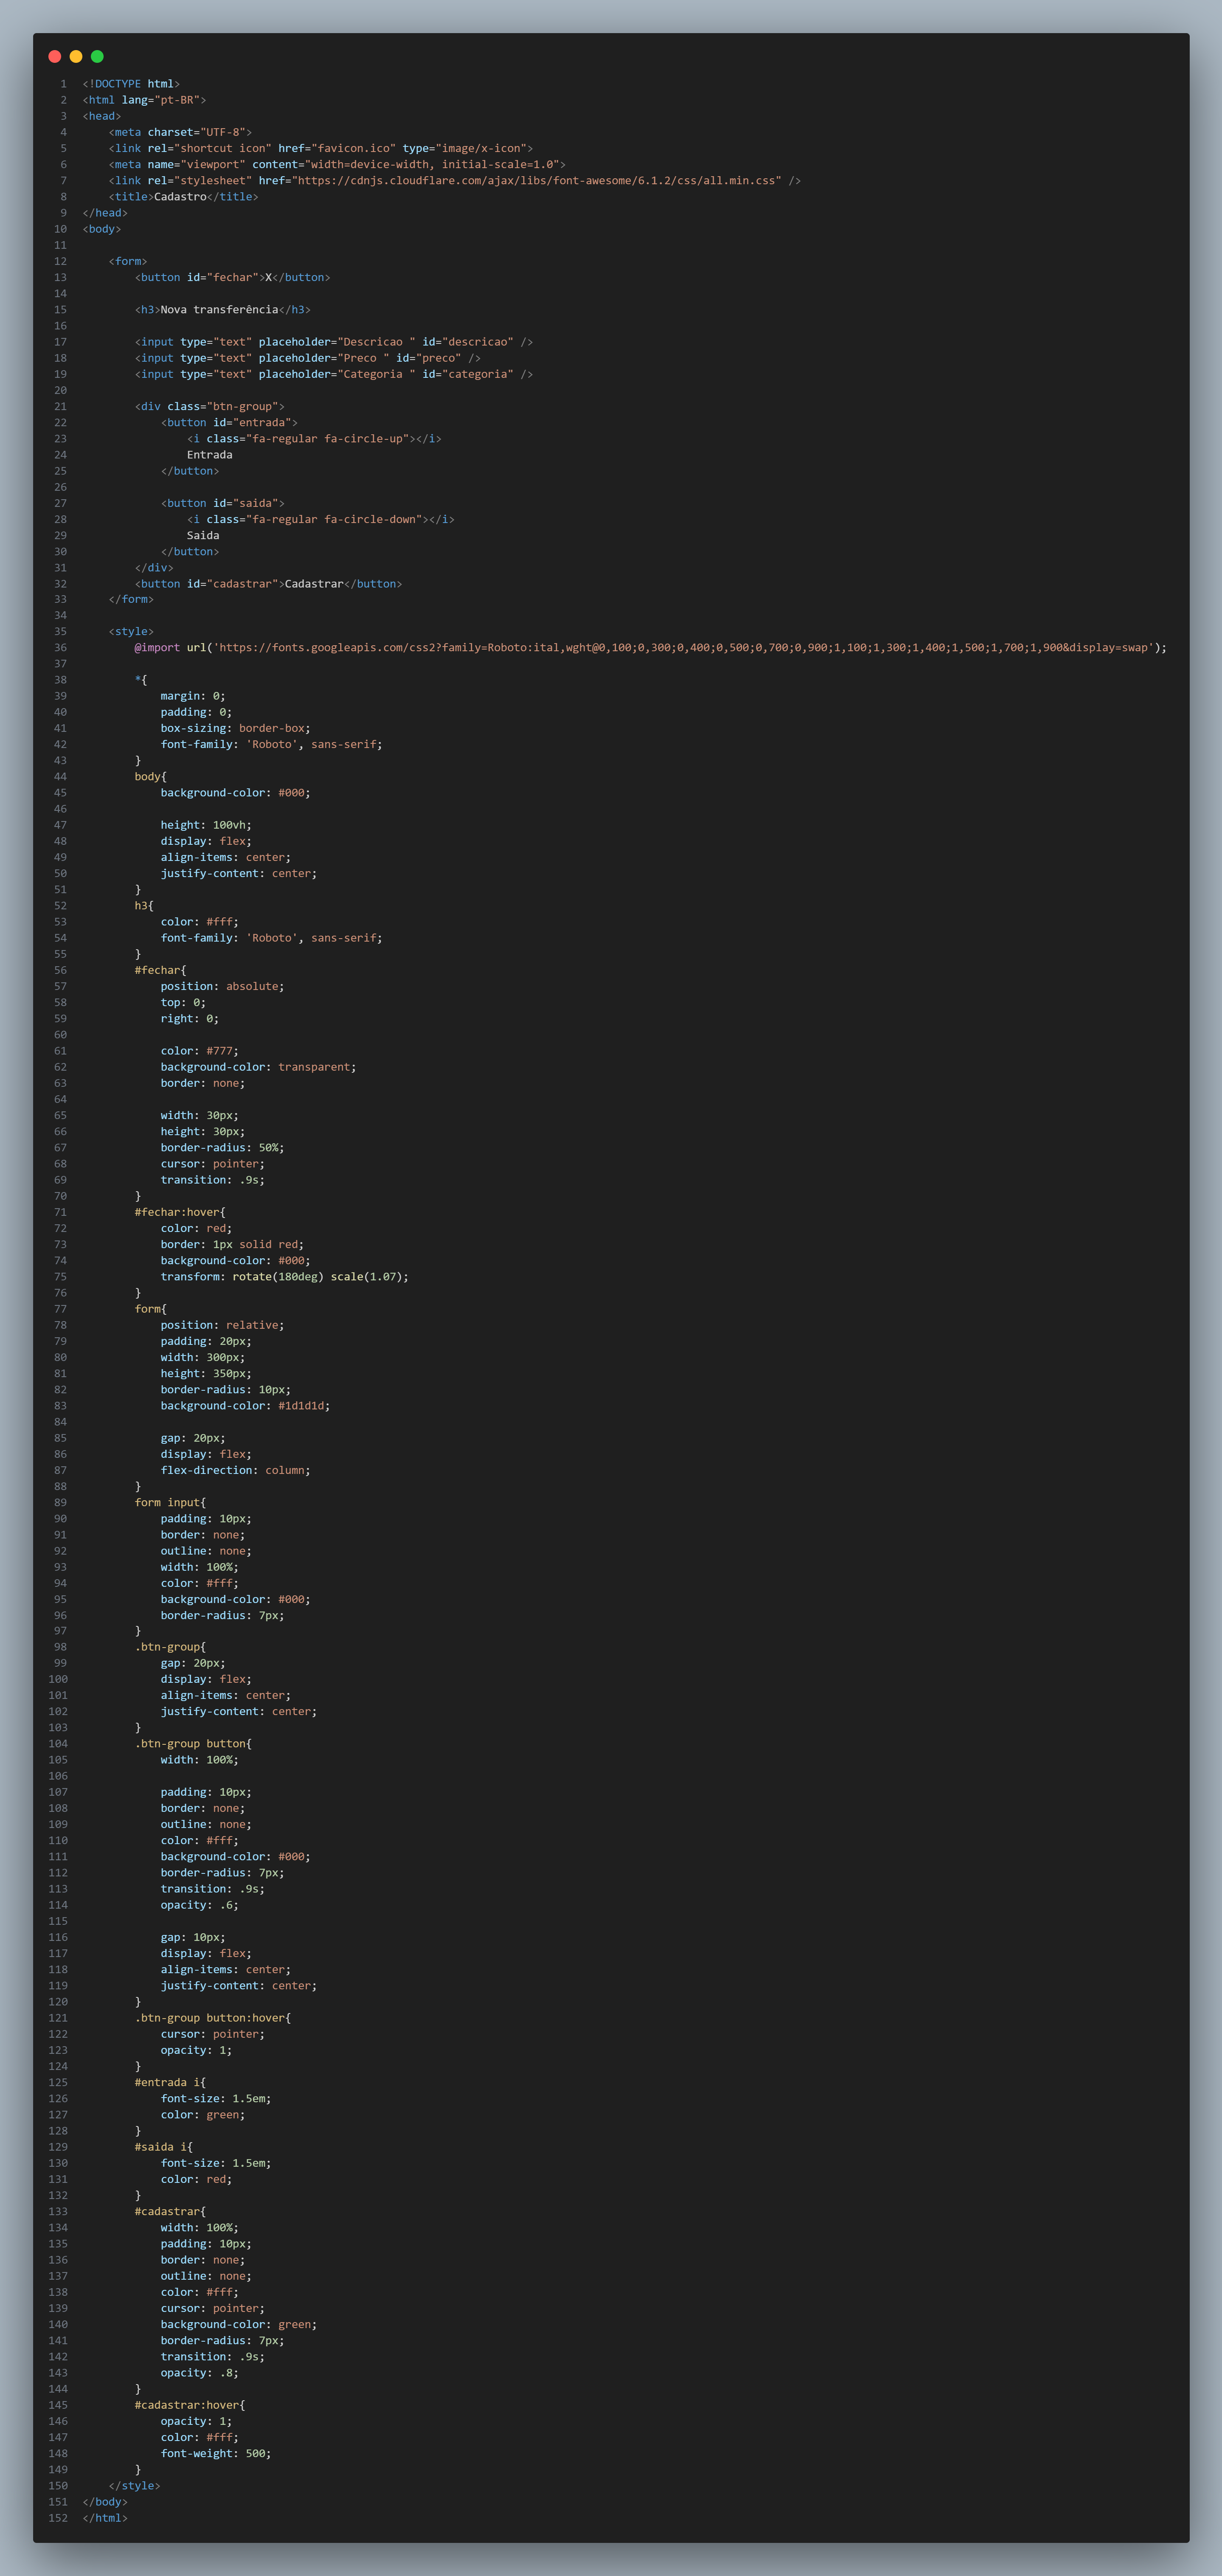 1 <!DOCTYPE html>
2 <html lang="pt-BR">
3 <head>
4 <meta charset="UTF-8">
5 <link rel="shortcut icon" href="favicon.ico" type="image/x-icon">
6 <meta name="viewport" content="width=device-width, initial-scale=1.0">
7 <link rel="stylesheet" href="https://cdnjs.cloudflare.com/ajax/libs/font-awesome/6.1.2/css/all.min.css" />
8 <title>Cadastro</title>
9 </head>
10 <body>
11
12 <form>
13 <button id="fechar">X</button>
14
15 <h3>Nova transferência</h3>
16
17 <input type="text" placeholder="Descricao " id="descricao" />
18 <input type="text" placeholder="Preco " id="preco" />
19 <input type="text" placeholder="Categoria " id="categoria" />
20
21 <div class="btn-group">
22 <button id="entrada">
23 <i class="fa-regular fa-circle-up"></i>
24 Entrada
25 </button>
26
27 <button id="saida">
28 <i class="fa-regular fa-circle-down"></i>
29 Saida
30 </button>
31 </div>
32 <button id="cadastrar">Cadastrar</button>
33 </form>
34
35 <style>
36 @import url('https://fonts.googleapis.com/css2?family=Roboto:ital,wght@0,100;0,300;0,400;0,500;0,700;0,900;1,100;1,300;1,400;1,500;1,700;1,900&display=swap');
37
38 *{
39 margin: 0;
40 padding: 0;
41 box-sizing: border-box;
42 font-family: 'Roboto', sans-serif;
43 }
44 body{
45 background-color: #000;
46
47 height: 100vh;
48 display: flex;
49 align-items: center;
50 justify-content: center;
51 }
52 h3{
53 color: #fff;
54 font-family: 'Roboto', sans-serif;
55 }
56 #fechar{
57 position: absolute;
58 top: 0;
59 right: 0;
60
61 color: #777;
62 background-color: transparent;
63 border: none;
64
65 width: 30px;
66 height: 30px;
67 border-radius: 50%;
68 cursor: pointer;
69 transition: .9s;
70 }
71 #fechar:hover{
72 color: red;
73 border: 1px solid red;
74 background-color: #000;
75 transform: rotate(180deg) scale(1.07);
76 }
77 form{
78 position: relative;
79 padding: 20px;
80 width: 300px;
81 height: 350px;
82 border-radius: 10px;
83 background-color: #1d1d1d;
84
85 gap: 20px;
86 display: flex;
87 flex-direction: column;
88 }
89 form input{
90 padding: 10px;
91 border: none;
92 outline: none;
93 width: 100%;
94 color: #fff;
95 background-color: #000;
96 border-radius: 7px;
97 }
98 .btn-group{
99 gap: 20px;
100 display: flex;
101 align-items: center;
102 justify-content: center;
103 }
104 .btn-group button{
105 width: 100%;
106
107 padding: 10px;
108 border: none;
109 outline: none;
110 color: #fff;
111 background-color: #000;
112 border-radius: 7px;
113 transition: .9s;
114 opacity: .6;
115
116 gap: 10px;
117 display: flex;
118 align-items: center;
119 justify-content: center;
120 }
121 .btn-group button:hover{
122 cursor: pointer;
123 opacity: 1;
124 }
125 #entrada i{
126 font-size: 1.5em;
127 color: green;
128 }
129 #saida i{
130 font-size: 1.5em;
131 color: red;
132 }
133 #cadastrar{
134 width: 100%;
135 padding: 10px;
136 border: none;
137 outline: none;
138 color: #fff;
139 cursor: pointer;
140 background-color: green;
141 border-radius: 7px;
142 transition: .9s;
143 opacity: .8;
144 }
145 #cadastrar:hover{
146 opacity: 1;
147 color: #fff;
148 font-weight: 500;
149 }
150 </style>
151 </body>
152 </html>